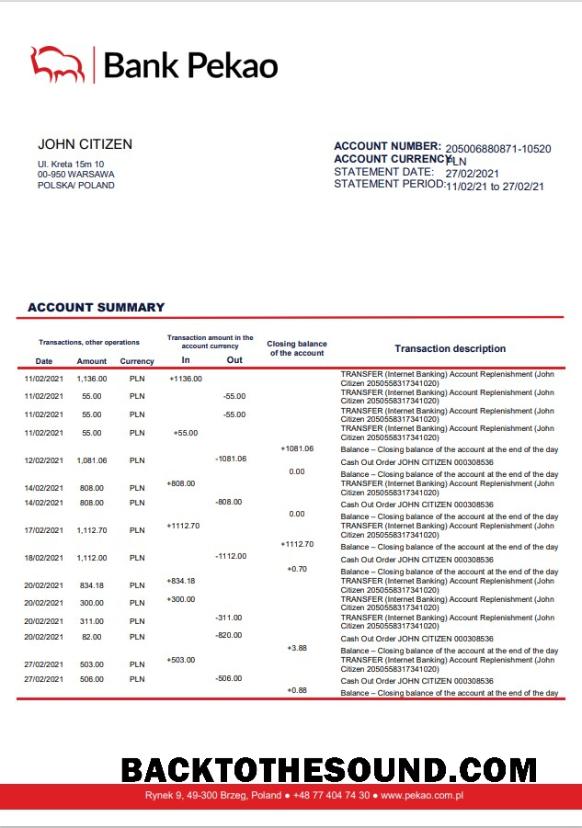 Bank Pekao
JOHN CITIZEN
Ul. Kreta 15m 10
00-950 WARSAWA
POLSKA/ POLAND
ACCOUNT NUMBER: 205006880871-10520
ACCOUNT CURRENCY: PLN
STATEMENT DATE: 27/02/2021
STATEMENT PERIOD: 11/02/21 to 27/02/21
ACCOUNT SUMMARY
Transactions, other operations
Transaction amount in the account currency
Closing balance of the account
Transaction description
Date Amount Currency In Out
11/02/2021 1,136.00 PLN +1136.00 TRANSFER (Internet Banking) Account Replenishment (John
Citizen 2050558317341020)
11/02/2021 55.00 PLN -55.00 TRANSFER (Internet Banking) Account Replenishment (John
Citizen 2050558317341020)
11/02/2021 55.00 PLN -55.00 TRANSFER (Internet Banking) Account Replenishment (John
Citizen 2050558317341020)
11/02/2021 55.00 PLN +55.00 TRANSFER (Internet Banking) Account Replenishment (John
Citizen 2050558317341020)
+1081.06 Balance – Closing balance of the account at the end of the day
12/02/2021 1,081.06 PLN -1081.06 Cash Out Order JOHN CITIZEN 000308536
0.00 Balance – Closing balance of the account at the end of the day
14/02/2021 808.00 PLN +808.00 TRANSFER (Internet Banking) Account Replenishment (John
Citizen 2050558317341020)
14/02/2021 808.00 PLN -808.00 Cash Out Order JOHN CITIZEN 000308536
0.00 Balance – Closing balance of the account at the end of the day
17/02/2021 1,112.70 PLN +1112.70 TRANSFER (Internet Banking) Account Replenishment (John
Citizen 2050558317341020)
+1112.70 Balance – Closing balance of the account at the end of the day
18/02/2021 1,112.00 PLN -1112.00 Cash Out Order JOHN CITIZEN 000308536
+0.70 Balance – Closing balance of the account at the end of the day
20/02/2021 834.18 PLN +834.18 TRANSFER (Internet Banking) Account Replenishment (John
Citizen 2050558317341020)
20/02/2021 300.00 PLN +300.00 TRANSFER (Internet Banking) Account Replenishment (John
Citizen 2050558317341020)
20/02/2021 311.00 PLN -311.00 TRANSFER (Internet Banking) Account Replenishment (John
Citizen 2050558317341020)
20/02/2021 82.00 PLN -820.00 Cash Out Order JOHN CITIZEN 000308536
+3.88 Balance – Closing balance of the account at the end of the day
27/02/2021 503.00 PLN +503.00 TRANSFER (Internet Banking) Account Replenishment (John
Citizen 2050558317341020)
27/02/2021 506.00 PLN -506.00 Cash Out Order JOHN CITIZEN 000308536
+0.88 Balance – Closing balance of the account at the end of the day
BACKTOTHESOUND.COM
Rynek 9, 49-300 Brzeg, Poland ● +48 77 404 74 30 ● www.pekao.com.pl